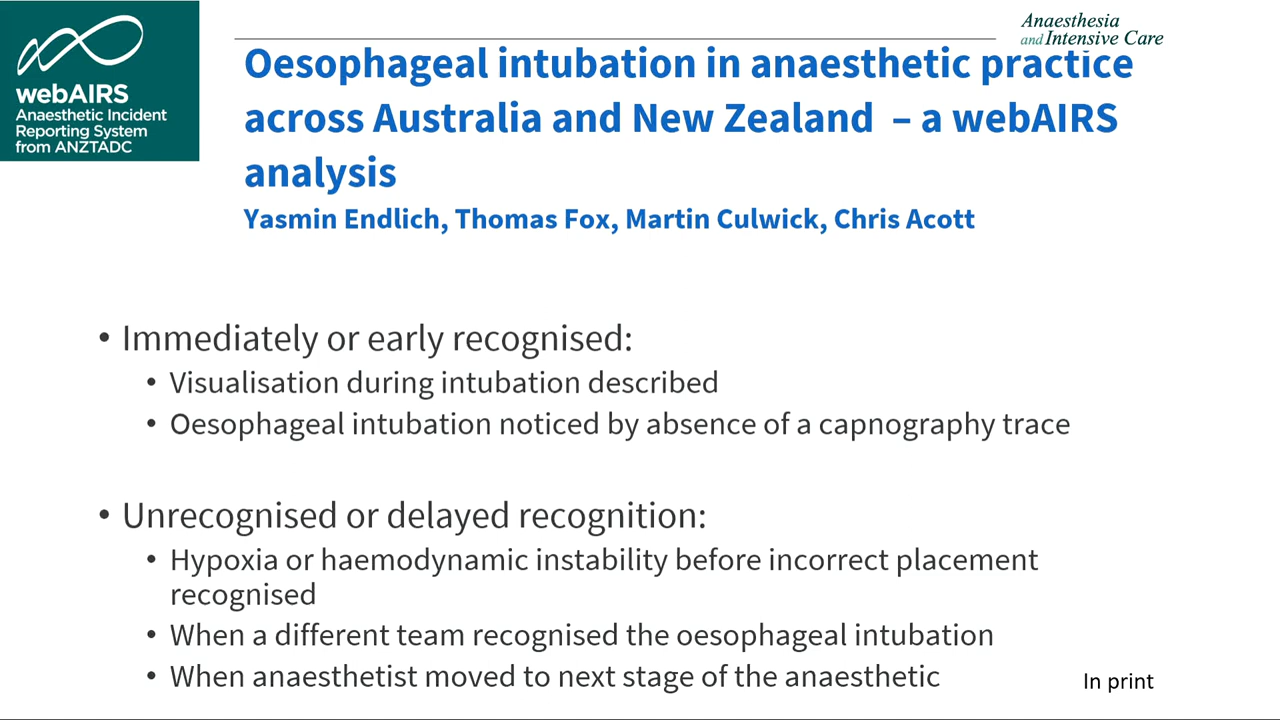 webAIRS
Anaesthetic Incident
Reporting System
from ANZTADC
Anaesthesia
and Intensive Care
Oesophageal intubation in anaesthetic practice
across Australia and New Zealand – a webAIRS
analysis
Yasmin Endlich, Thomas Fox, Martin Culwick, Chris Acott
• Immediately or early recognised:
• Visualisation during intubation described
• Oesophageal intubation noticed by absence of a capnography trace
• Unrecognised or delayed recognition:
• Hypoxia or haemodynamic instability before incorrect placement
recognised
• When a different team recognised the oesophageal intubation
• When anaesthetist moved to next stage of the anaesthetic
In print